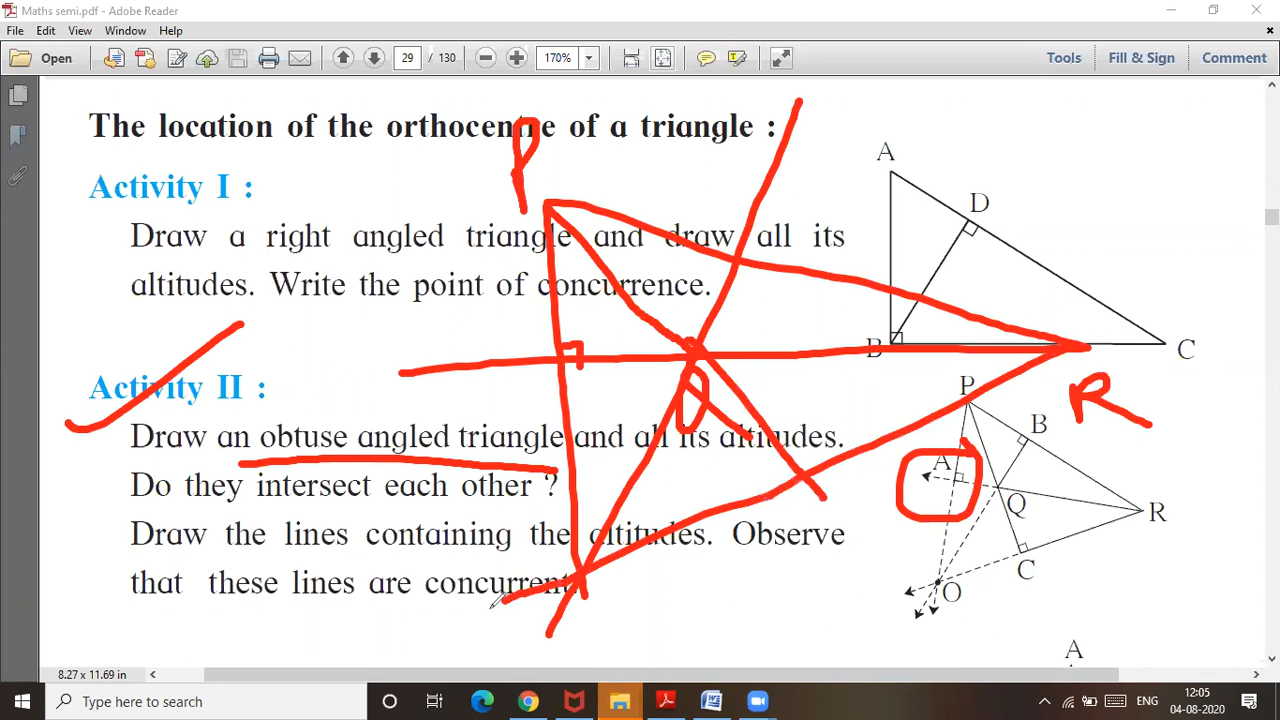 Maths semi.pdf - Adobe Reader
File Edit View Window Help
Open 29 / 130 170% Tools Fill & Sign Comment
The location of the orthocentre of a triangle :
Activity I :
Draw a right angled triangle and draw all its
altitudes. Write the point of concurrence.
Activity II :
Draw an obtuse angled triangle and all its altitudes.
Do they intersect each other ?
Draw the lines containing the altitudes. Observe
that these lines are concurrent.
P
R
A
D
B
C
P
B
A
Q
R
C
O
A
8.27 x 11.69 in
Type here to search
ENG
12:05
04-08-2020